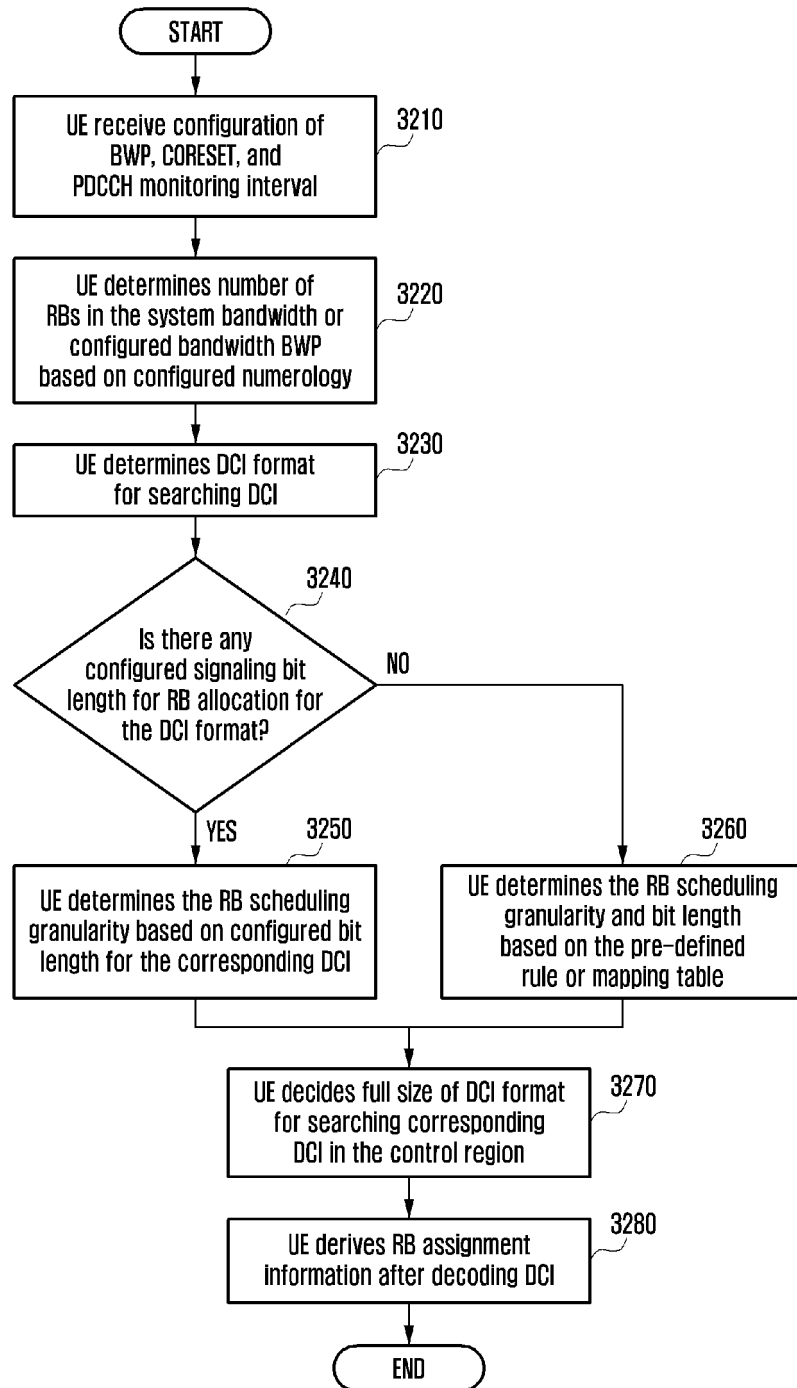 START
UE receive configuration of
BWP, CORESET, and
PDCCH monitoring interval
3210
UE determines number of
RBs in the system bandwidth or
configured bandwidth BWP
based on configured numerology
3220
3230
UE determines DCI format
for searching DCI
3240
Is there any
configured signaling bit
length for RB allocation for
the DCI format?
NO
YES
3250
UE determines the RB scheduling
granularity based on configured bit
length for the corresponding DCI
3260
UE determines the RB scheduling
granularity and bit length
based on the pre-defined
rule or mapping table
UE decides full size of DCI format
for searching corresponding
DCI in the control region
3270
UE derives RB assignment
information after decoding DCI
3280
END